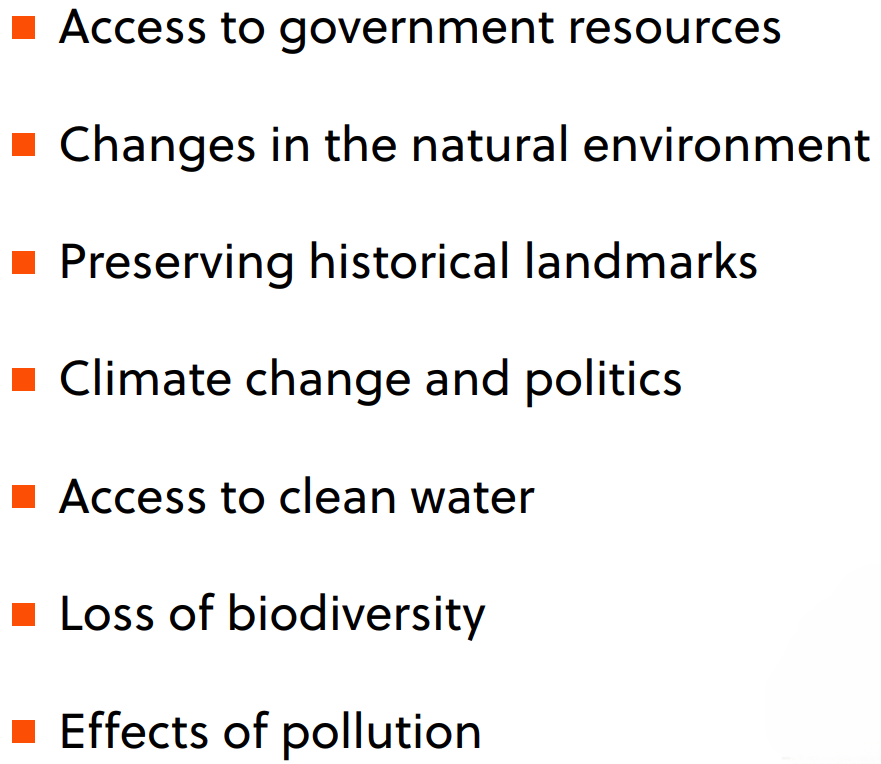 Access to government resources
Changes in the natural environment
Preserving historical landmarks
Climate change and politics
Access to clean water
Loss of biodiversity
Effects of pollution